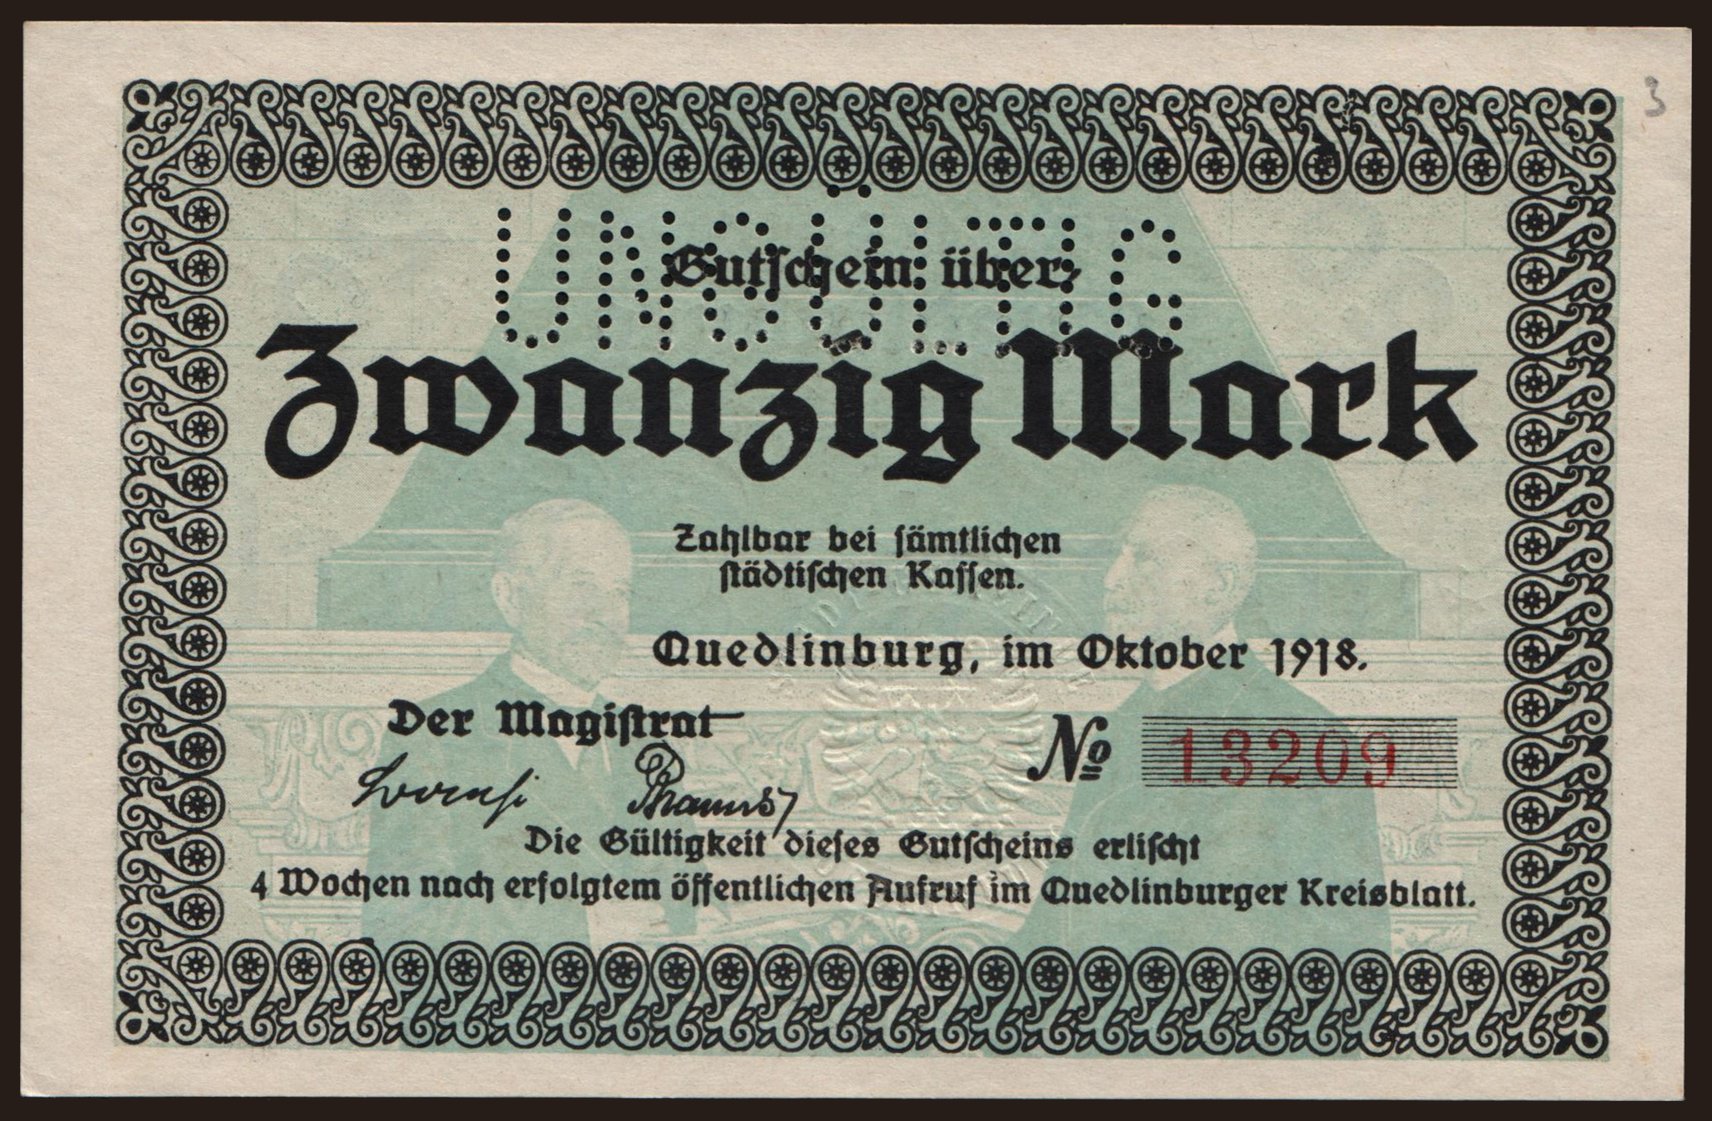 3
UNGÜLTIG
Gutschein über
Zwanzig Mark
Zahlbar bei sämtlichen
städtischen Kassen.
Quedlinburg, im Oktober 1918.
Der Magistrat
No 13209
Die Gültigkeit dieses Gutscheins erlischt
4 Wochen nach erfolgtem öffentlichen Aufruf im Quedlinburger Kreisblatt.